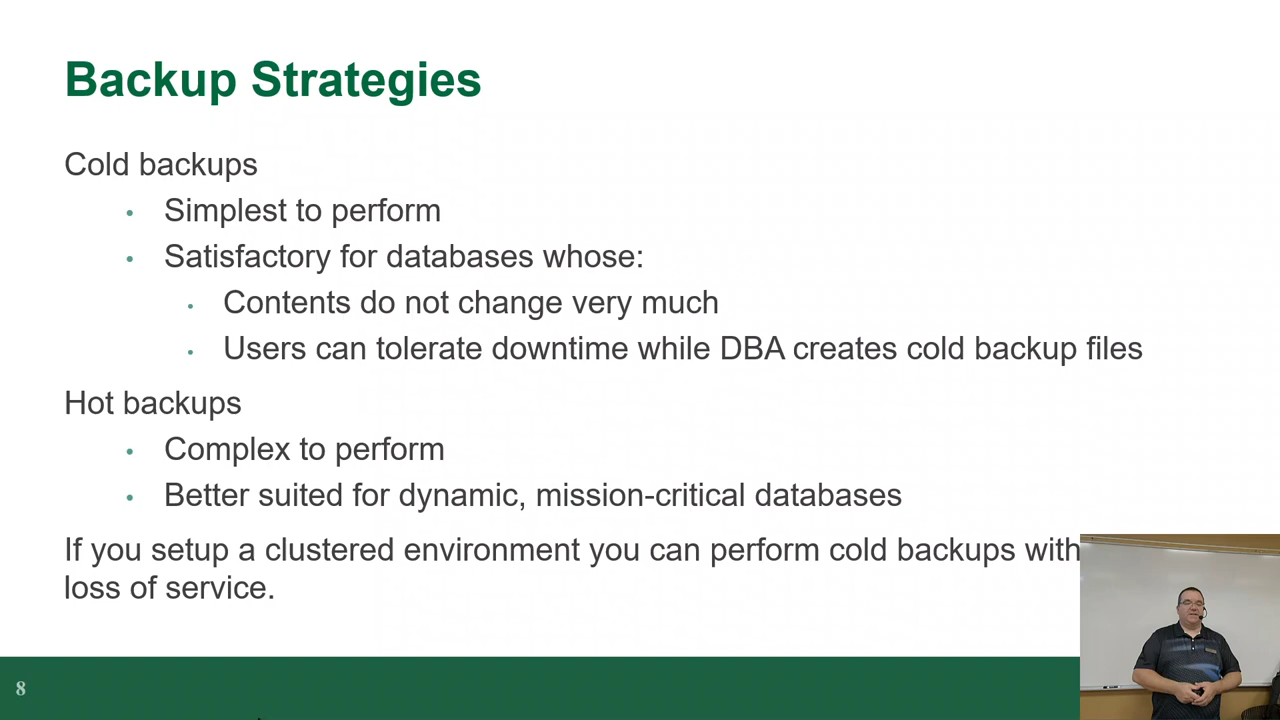 Backup Strategies
Cold backups
• Simplest to perform
• Satisfactory for databases whose:
• Contents do not change very much
• Users can tolerate downtime while DBA creates cold backup files
Hot backups
• Complex to perform
• Better suited for dynamic, mission-critical databases
If you setup a clustered environment you can perform cold backups with
loss of service.
8